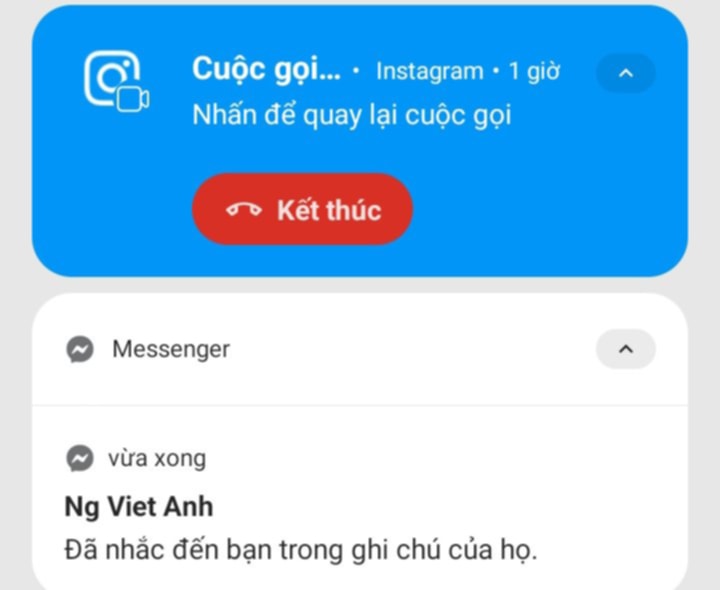 Cuộc gọi... • Instagram • 1 giờ
Nhấn để quay lại cuộc gọi
Kết thúc
Messenger
vừa xong
Ng Viet Anh
Đã nhắc đến bạn trong ghi chú của họ.